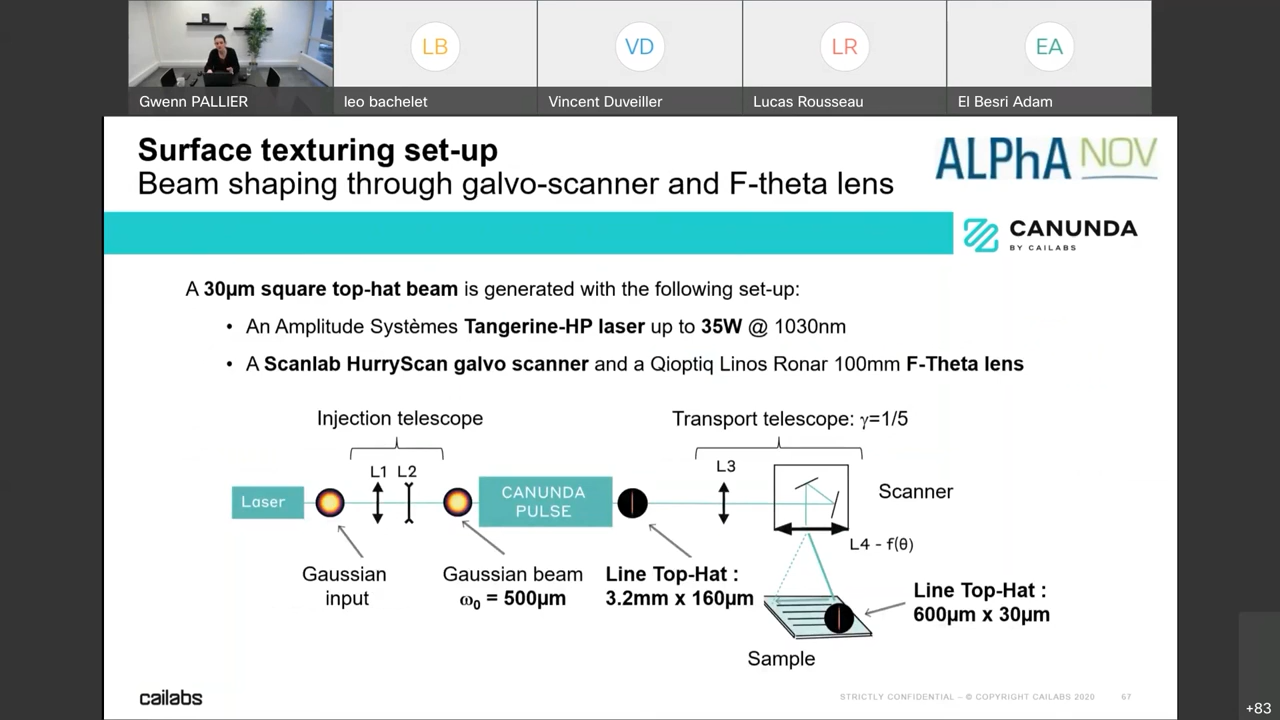 LB
VD
LR
EA
Gwenn PALLIER
leo bachelet
Vincent Duveiller
Lucas Rousseau
El Besri Adam
Surface texturing set-up
Beam shaping through galvo-scanner and F-theta lens
ALPhA NOV
CANUNDA
BY CAILABS
A 30µm square top-hat beam is generated with the following set-up:
• An Amplitude Systèmes Tangerine-HP laser up to 35W @ 1030nm
• A Scanlab HurryScan galvo scanner and a Qioptiq Linos Ronar 100mm F-Theta lens
Injection telescope
Transport telescope: γ=1/5
L1 L2
L3
Laser
CANUNDA
PULSE
Scanner
L4 - f(θ)
Gaussian
input
Gaussian beam
ω0 = 500µm
Line Top-Hat :
3.2mm x 160µm
Line Top-Hat :
600µm x 30µm
Sample
cailabs
STRICTLY CONFIDENTIAL – © COPYRIGHT CAILABS 2020 67
+83